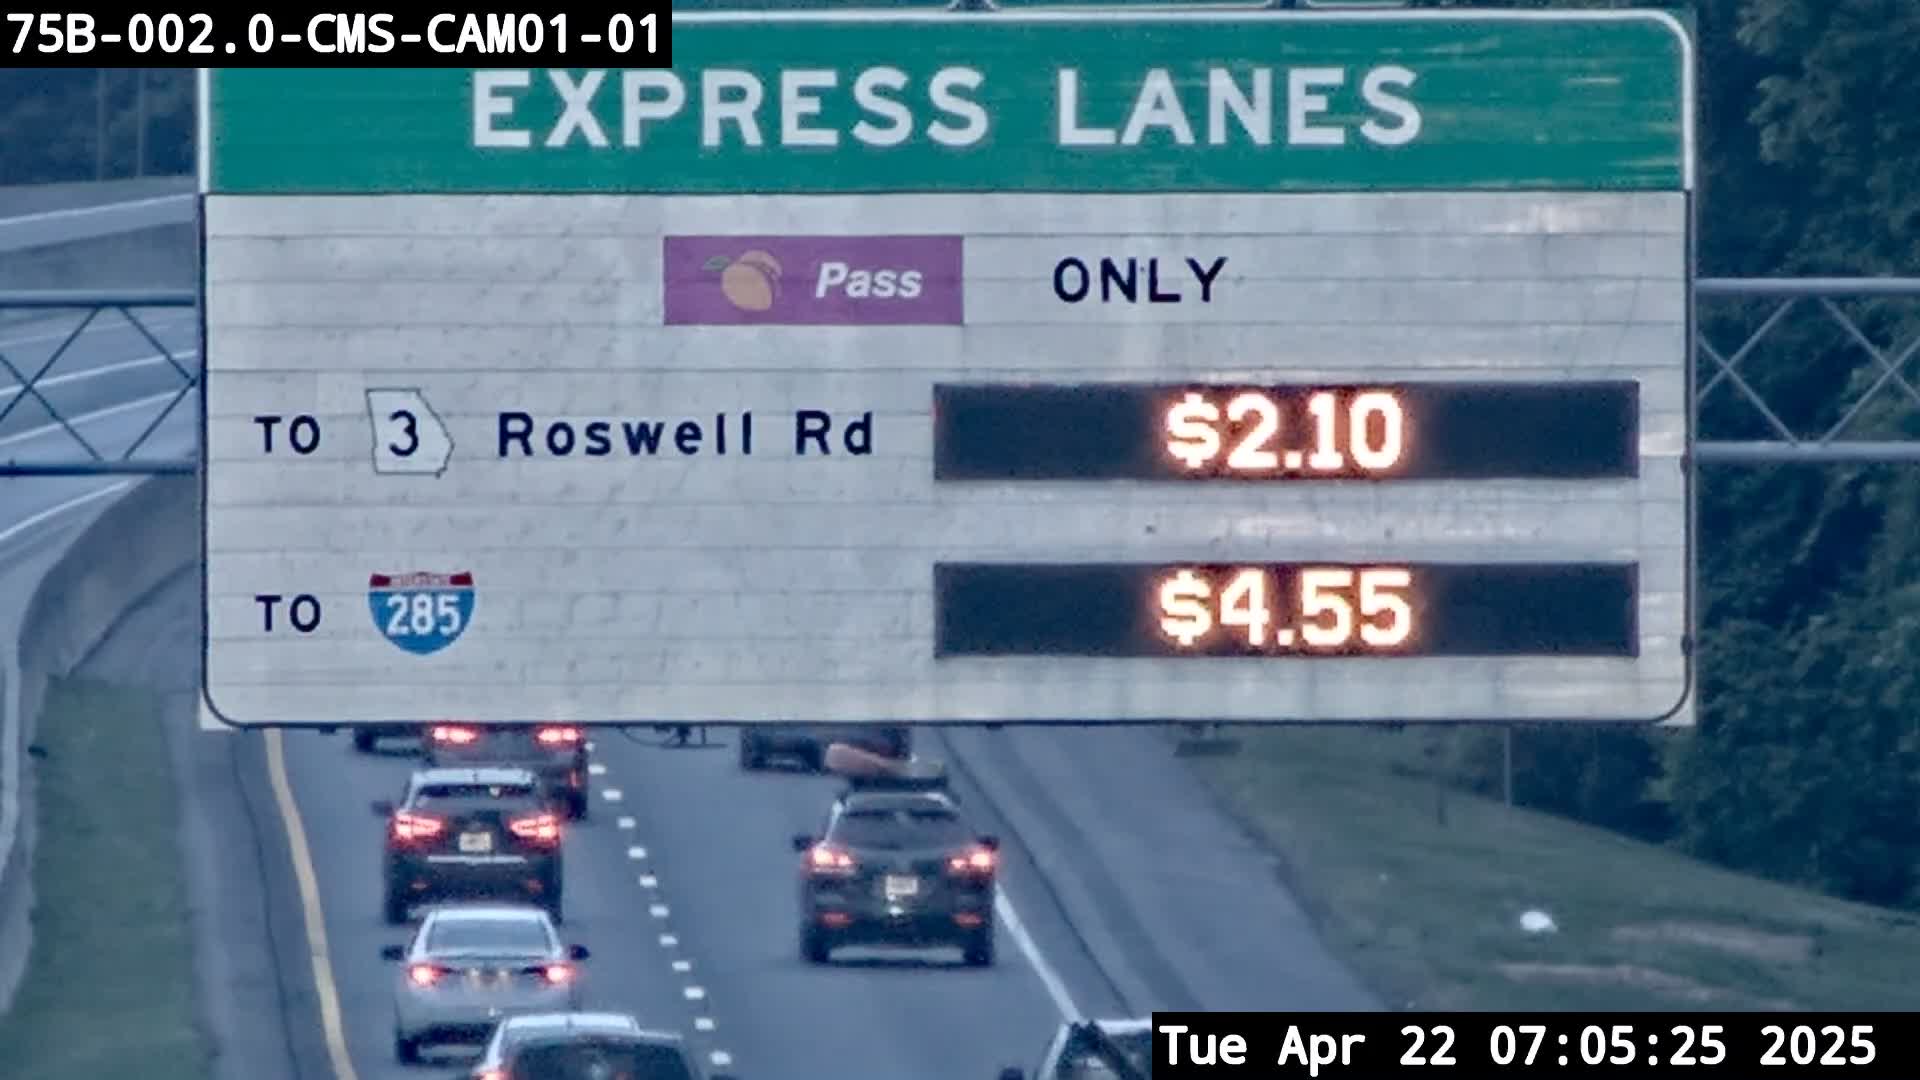 75B-002.0-CMS-CAM01-01
EXPRESS LANES
Pass ONLY
TO 3 Roswell Rd $2.10
TO 285 $4.55
Tue Apr 22 07:05:25 2025